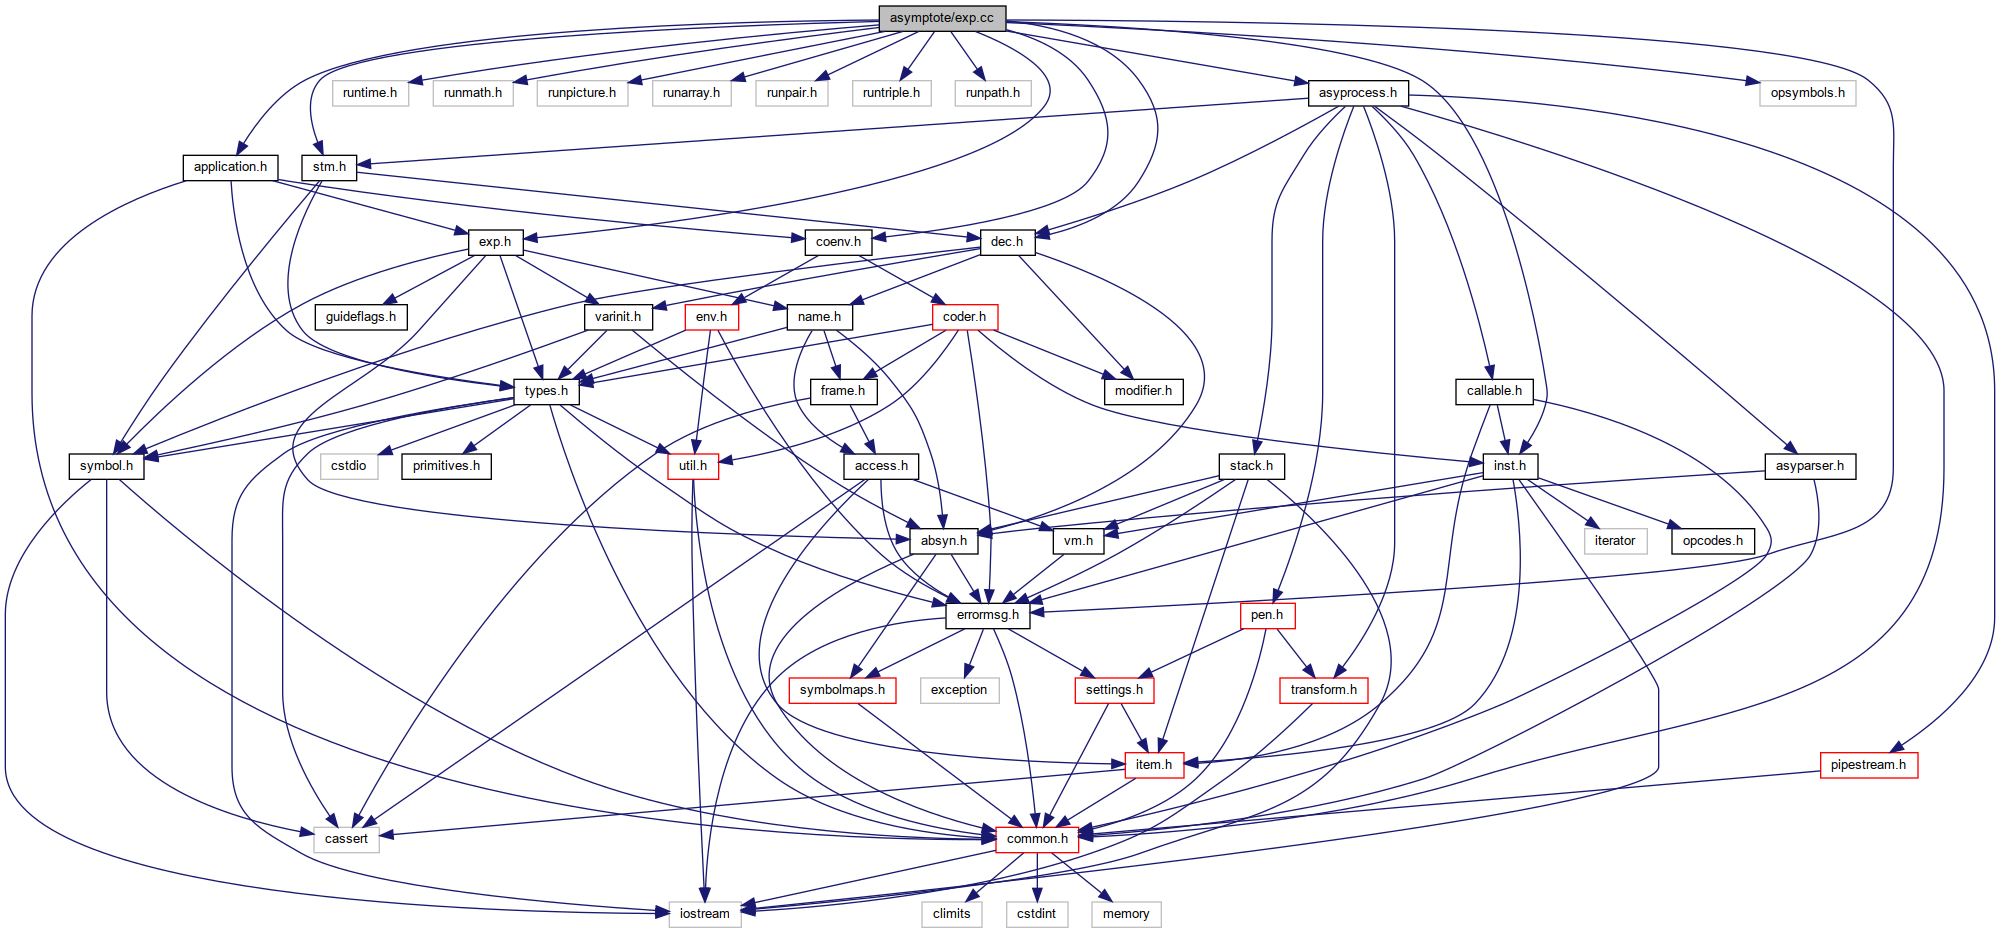 asymptote/exp.cc
runtime.h
runmath.h
runpicture.h
runarray.h
runpair.h
runtriple.h
runpath.h
asyprocess.h
opsymbols.h
application.h
stm.h
exp.h
coenv.h
dec.h
guideflags.h
varinit.h
env.h
name.h
coder.h
types.h
frame.h
modifier.h
callable.h
symbol.h
cstdio
primitives.h
util.h
access.h
stack.h
inst.h
asyparser.h
absyn.h
vm.h
iterator
opcodes.h
errormsg.h
pen.h
symbolmaps.h
exception
settings.h
transform.h
item.h
pipestream.h
cassert
common.h
iostream
climits
cstdint
memory